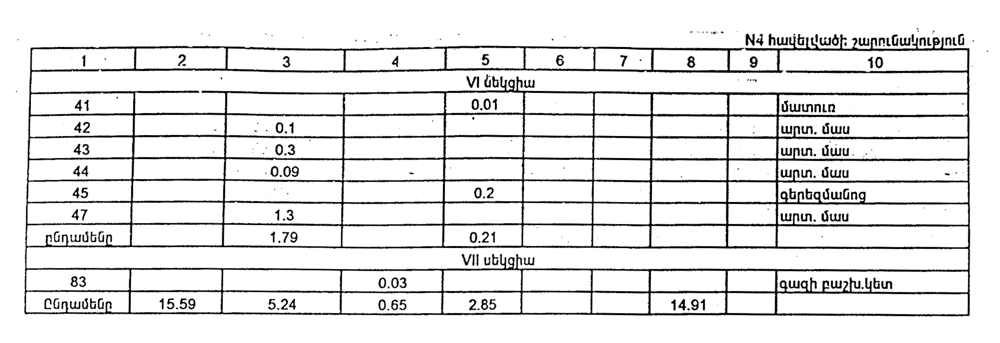 N4 հավելվածի շարունակություն
1 2 3 4 5 6 7 8 9 10
VI սեկցիա
41 0.01 մատուռ
42 0.1 արտ. մաս
43 0.3 արտ. մաս
44 0.09 արտ. մաս
45 0.2 գերեզմանոց
47 1.3 արտ. մաս
ընդամենը 1.79 0.21
VII սեկցիա
83 0.03 գազի բաշխ.կետ
Ընդամենը 15.59 5.24 0.65 2.85 14.91